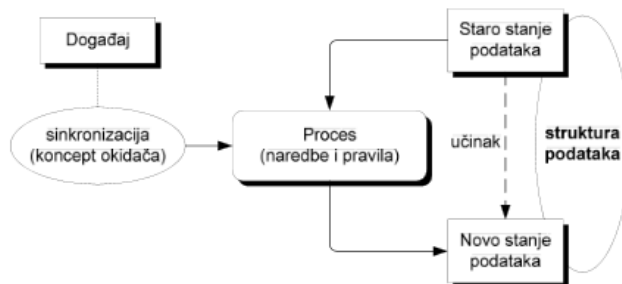 Događaj
sinkronizacija
(koncept okidača)
Proces
(naredbe i pravila)
Staro stanje
podataka
učinak
struktura
podataka
Novo stanje
podataka